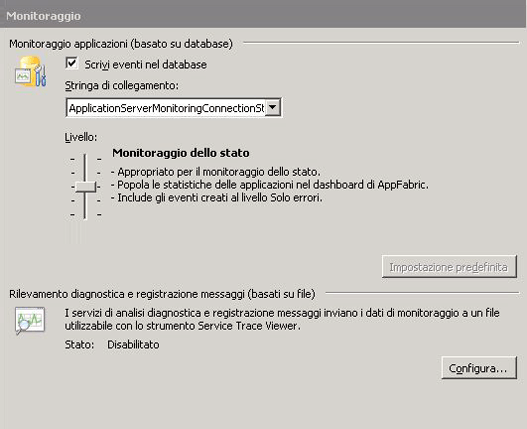 Monitoraggio
Monitoraggio applicazioni (basato su database)
Scrivi eventi nel database
Stringa di collegamento:
ApplicationServerMonitoringConnectionSt
Livello:
Monitoraggio dello stato
- Appropriato per il monitoraggio dello stato.
- Popola le statistiche delle applicazioni nel dashboard di AppFabric.
- Include gli eventi creati al livello Solo errori.
Impostazione predefinita
Rilevamento diagnostica e registrazione messaggi (basati su file)
I servizi di analisi diagnostica e registrazione messaggi inviano i dati di monitoraggio a un file
utilizzabile con lo strumento Service Trace Viewer.
Stato: Disabilitato
Configura...